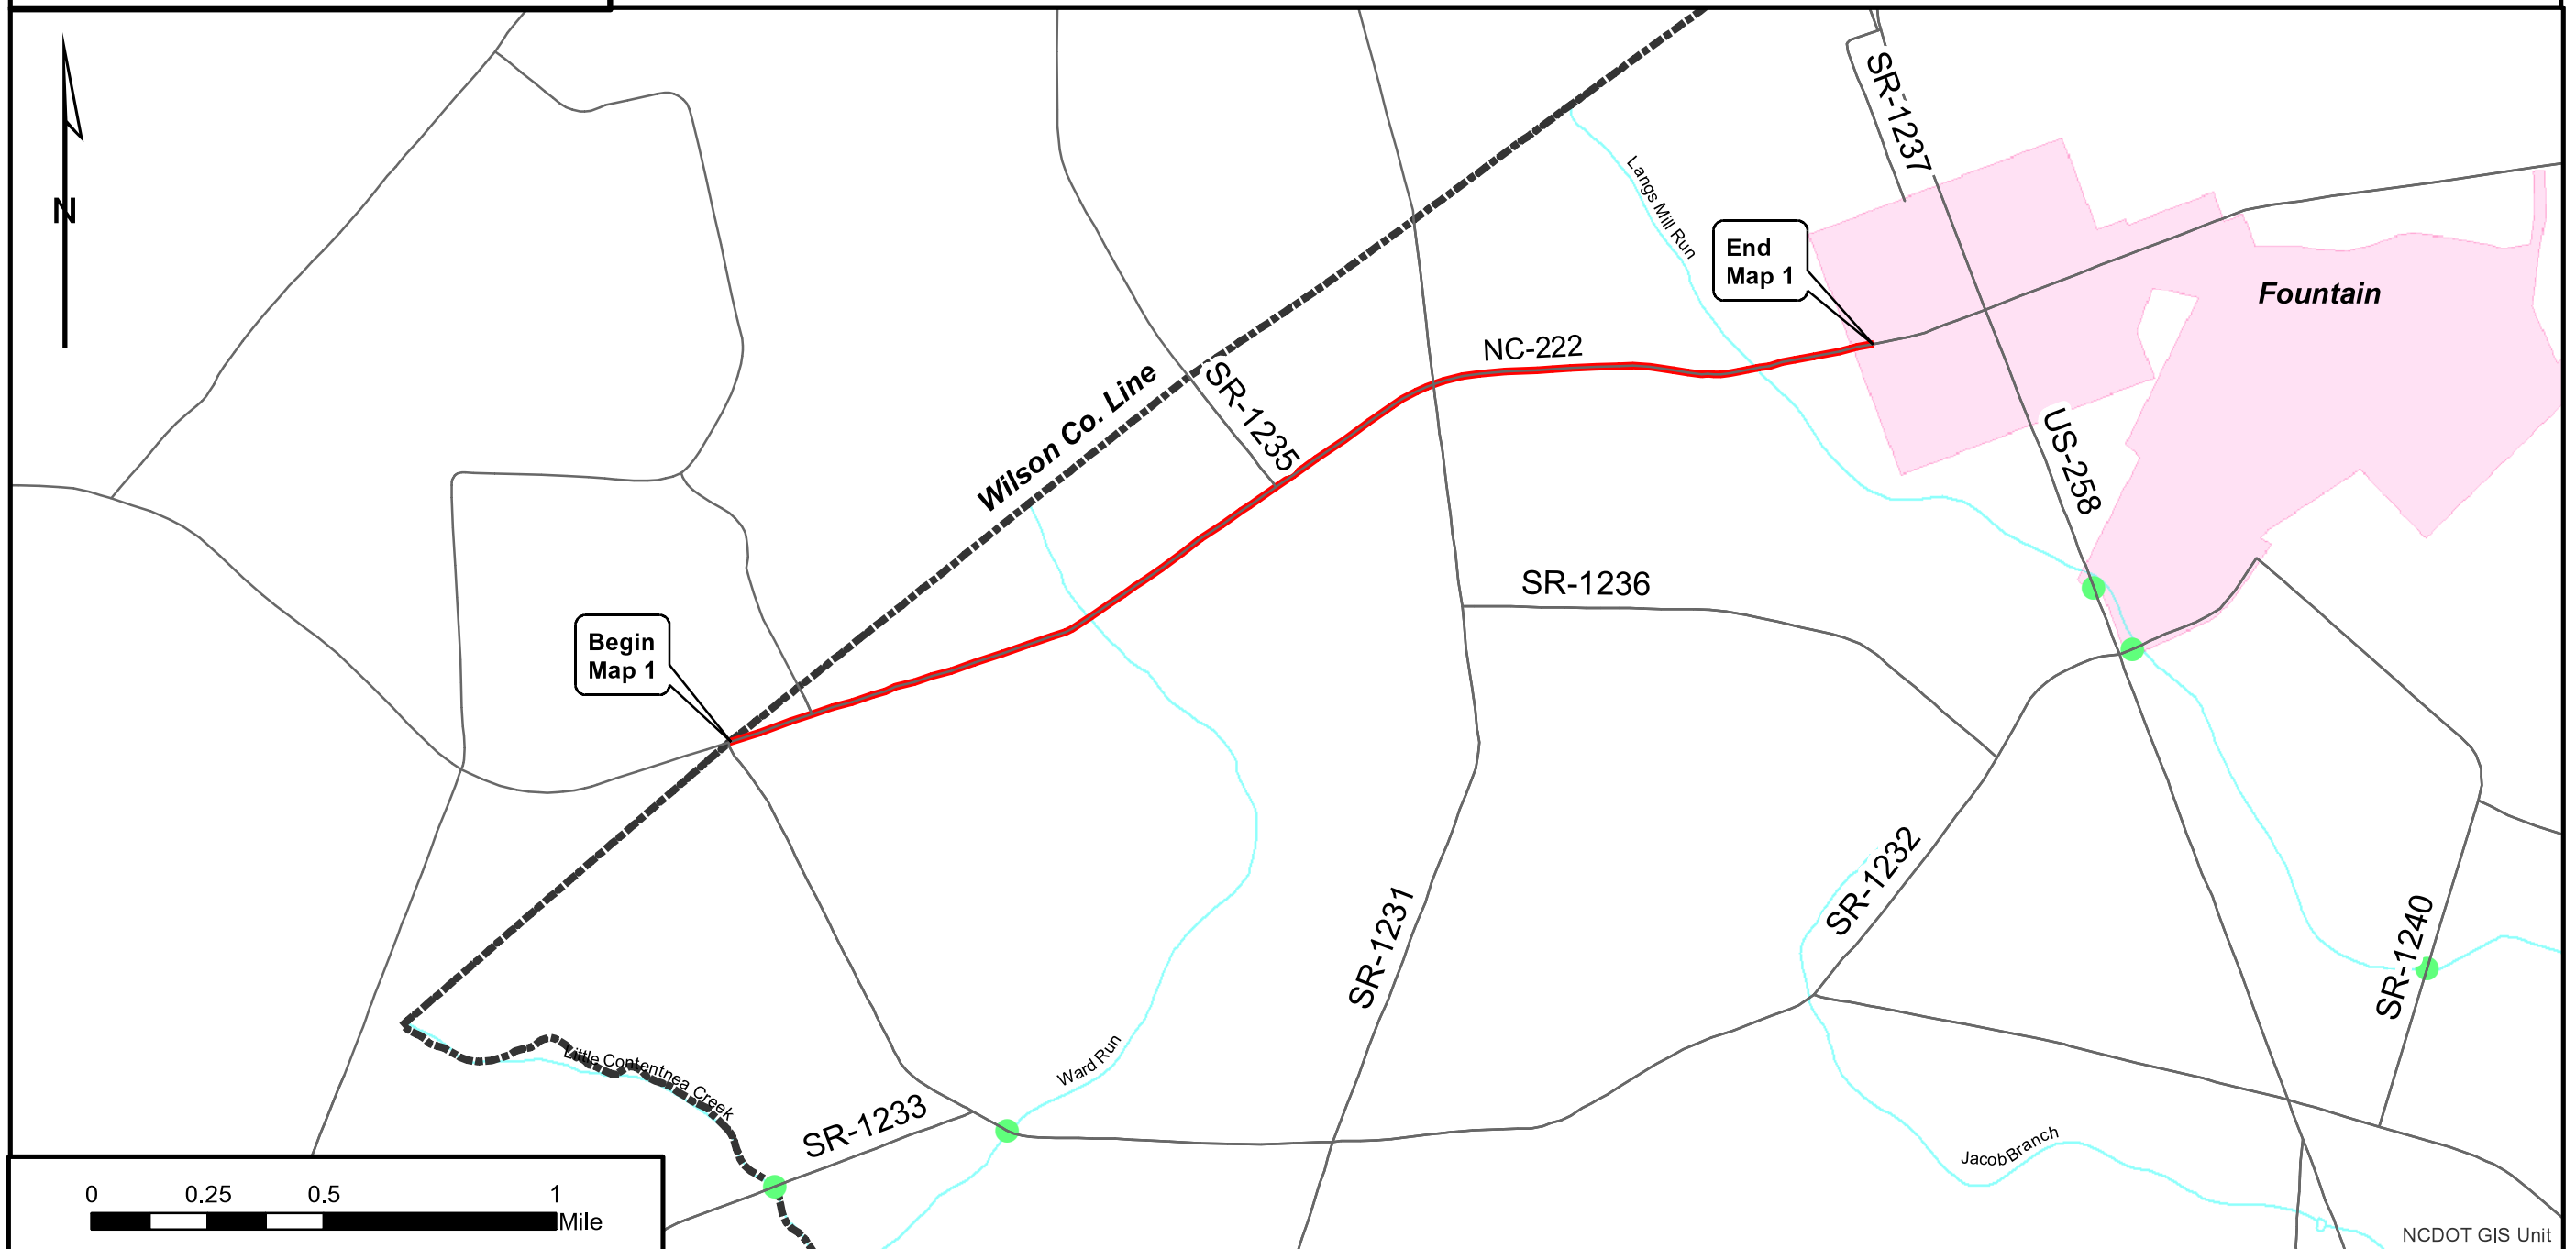 SR-1237
Langs Mill Run
N
End
Map 1
Fountain
NC-222
Wilson Co. Line
SR-1235
US-258
SR-1236
Begin
Map 1
SR-1232
SR-1231
SR-1240
Little Contentnea Creek
Ward Run
SR-1233
JacobBranch
0 0.25 0.5 1
Mile
NCDOT GIS Unit